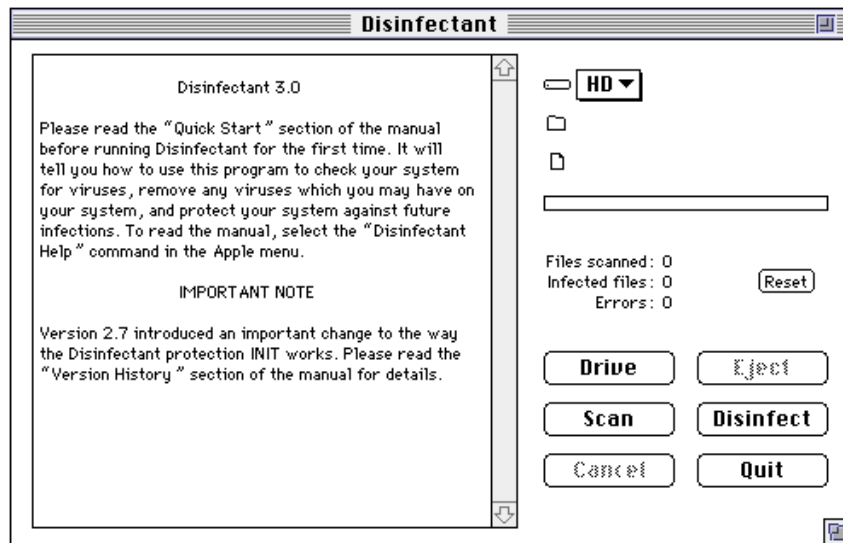 Disinfectant
Disinfectant 3.0
Please read the “Quick Start” section of the manual
before running Disinfectant for the first time. It will
tell you how to use this program to check your system
for viruses, remove any viruses which you may have on
your system, and protect your system against future
infections. To read the manual, select the “Disinfectant
Help” command in the Apple menu.
IMPORTANT NOTE
Version 2.7 introduced an important change to the way
the Disinfectant protection INIT works. Please read the
“Version History” section of the manual for details.
HD
Files scanned: 0
Infected files: 0
Errors: 0
Reset
Drive
Eject
Scan
Disinfect
Cancel
Quit